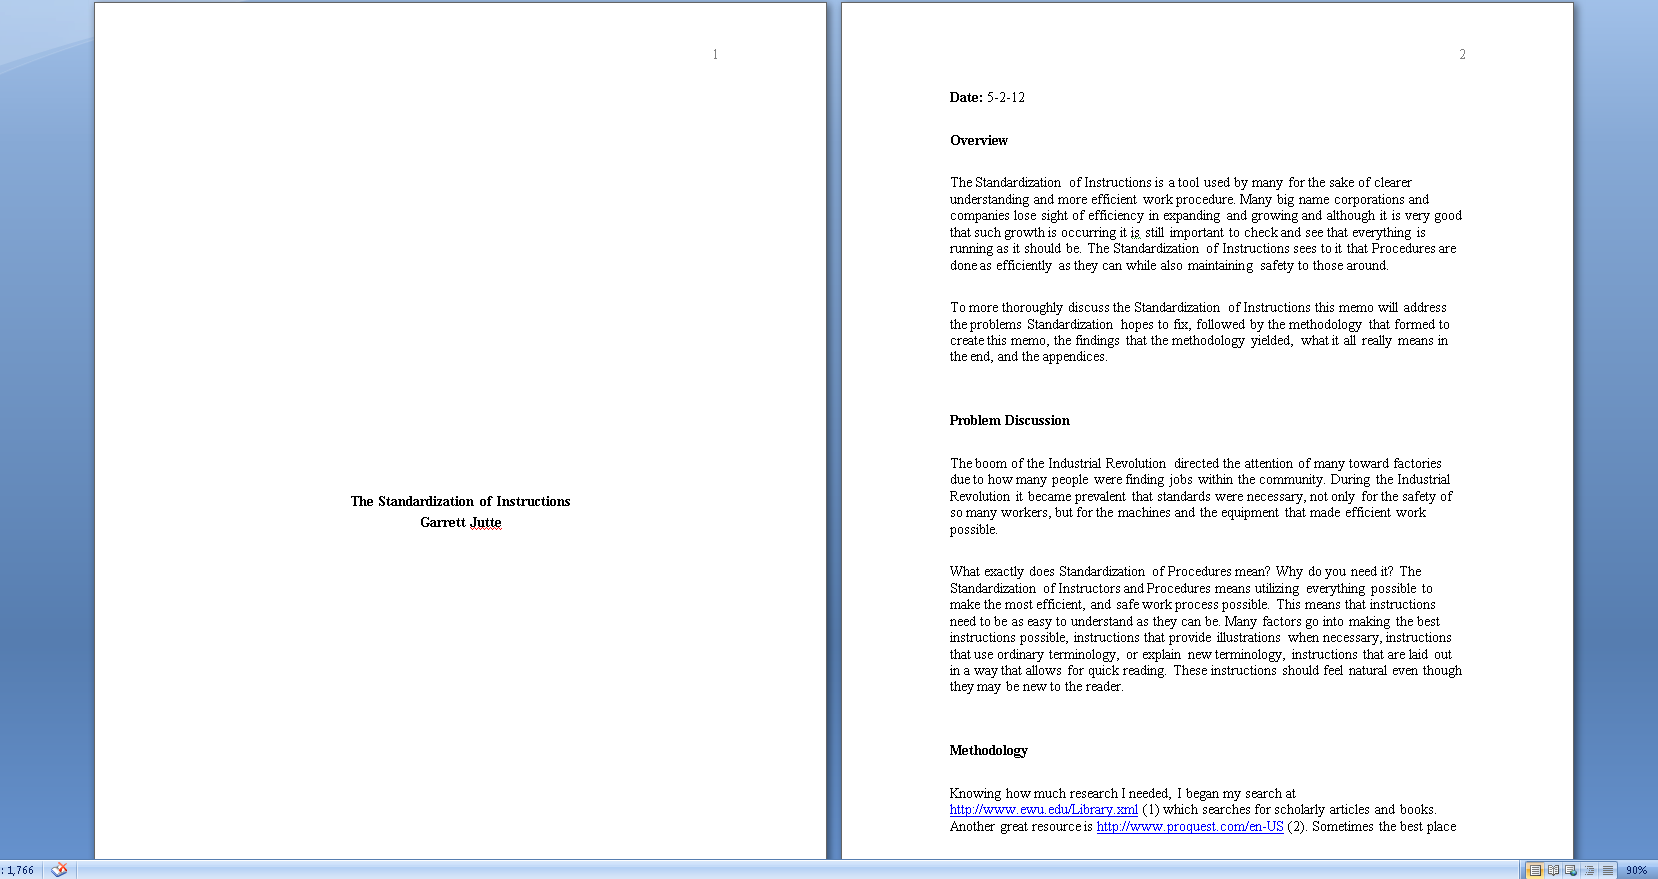 1
The Standardization of Instructions
Garrett Jutte
2
Date: 5-2-12
Overview
The Standardization of Instructions is a tool used by many for the sake of clearer
understanding and more efficient work procedure. Many big name corporations and
companies lose sight of efficiency in expanding and growing and although it is very good
that such growth is occurring it is still important to check and see that everything is
running as it should be. The Standardization of Instructions sees to it that Procedures are
done as efficiently as they can while also maintaining safety to those around.
To more thoroughly discuss the Standardization of Instructions this memo will address
the problems Standardization hopes to fix, followed by the methodology that formed to
create this memo, the findings that the methodology yielded, what it all really means in
the end, and the appendices.
Problem Discussion
The boom of the Industrial Revolution directed the attention of many toward factories
due to how many people were finding jobs within the community. During the Industrial
Revolution it became prevalent that standards were necessary, not only for the safety of
so many workers, but for the machines and the equipment that made efficient work
possible.
What exactly does Standardization of Procedures mean? Why do you need it? The
Standardization of Instructors and Procedures means utilizing everything possible to
make the most efficient, and safe work process possible. This means that instructions
need to be as easy to understand as they can be. Many factors go into making the best
instructions possible, instructions that provide illustrations when necessary, instructions
that use ordinary terminology, or explain new terminology, instructions that are laid out
in a way that allows for quick reading. These instructions should feel natural even though
they may be new to the reader.
Methodology
Knowing how much research I needed, I began my search at
http://www.ewu.edu/Library.xml (1) which searches for scholarly articles and books.
Another great resource is http://www.proquest.com/en-US (2). Sometimes the best place
: 1,766
90%